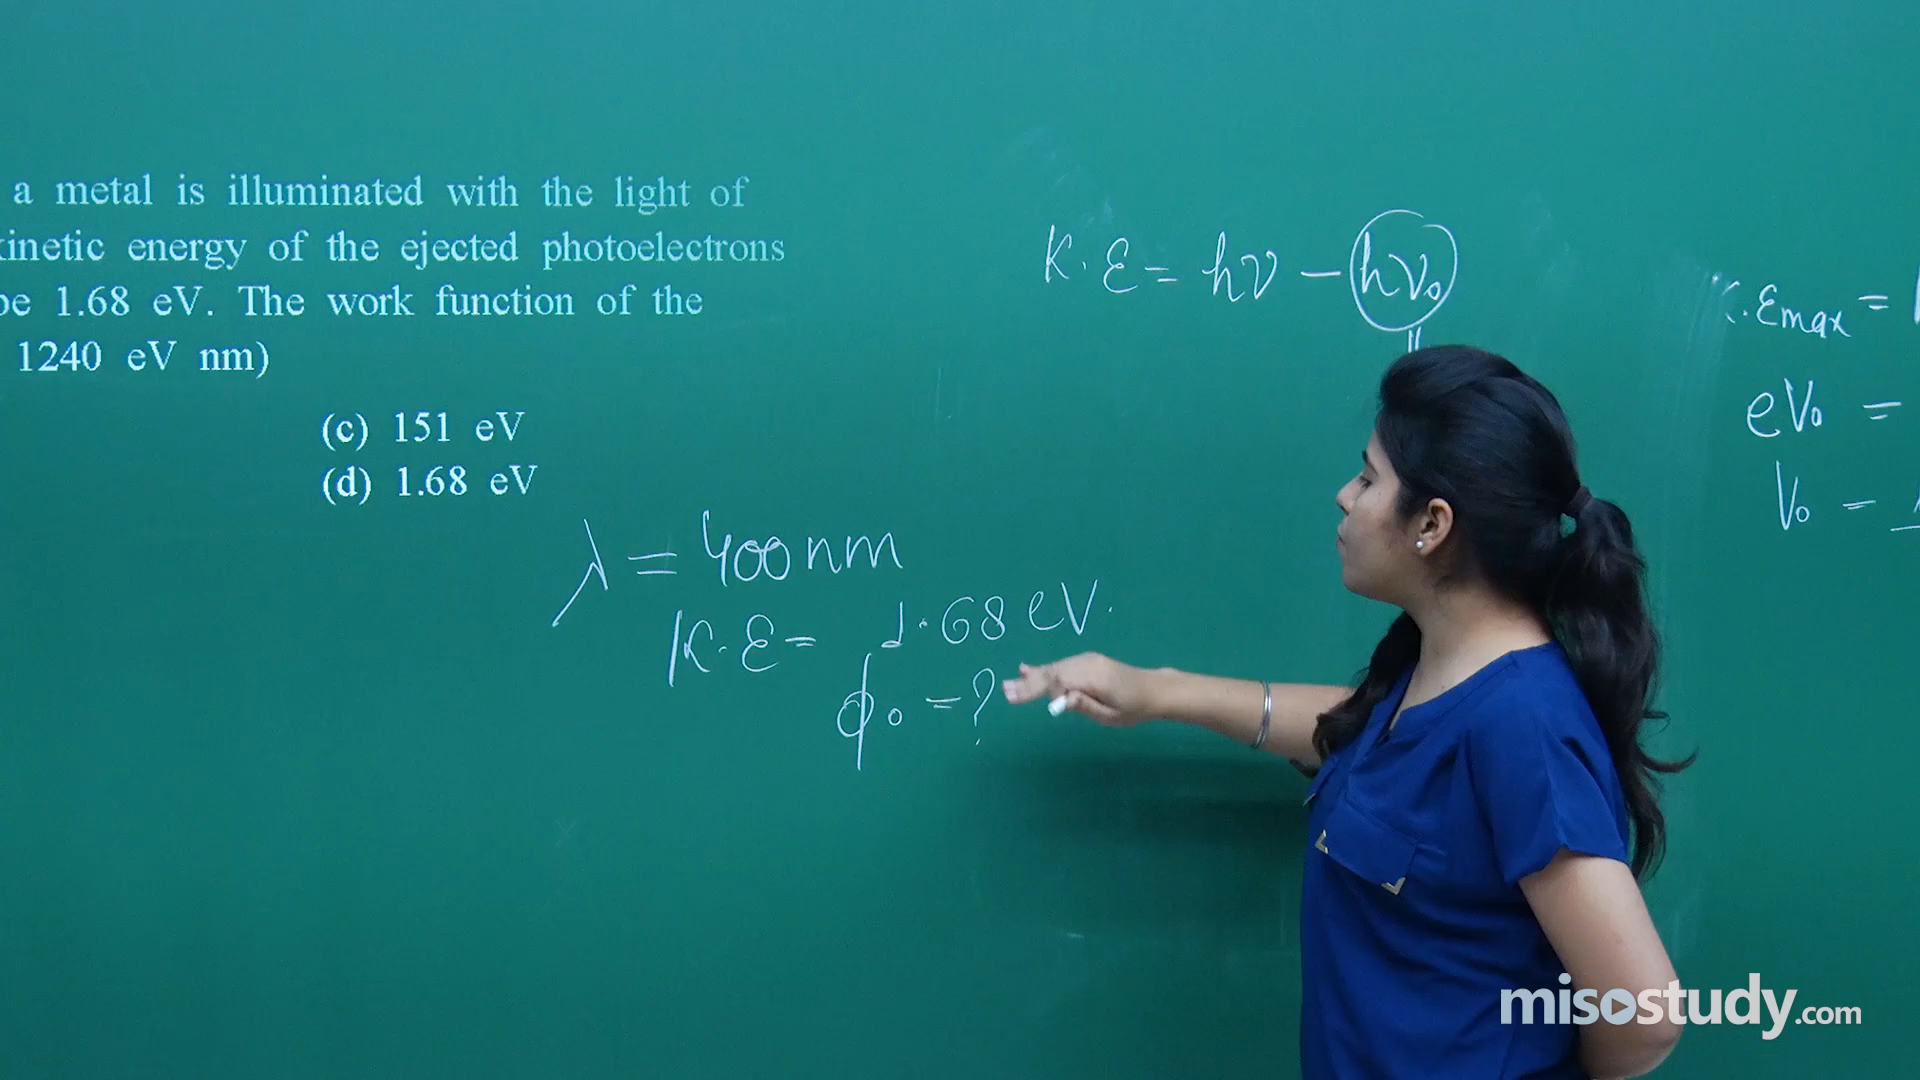 a metal is illuminated with the light of
kinetic energy of the ejected photoelectrons
be 1.68 eV. The work function of the
1240 eV nm)
(c) 151 eV
(d) 1.68 eV
K.E = hν – hν₀
λ = 400nm
K.E = 1.68 eV.
ϕ₀ = ?
K.Emax =
eV₀ =
V₀ =
misostudy.com